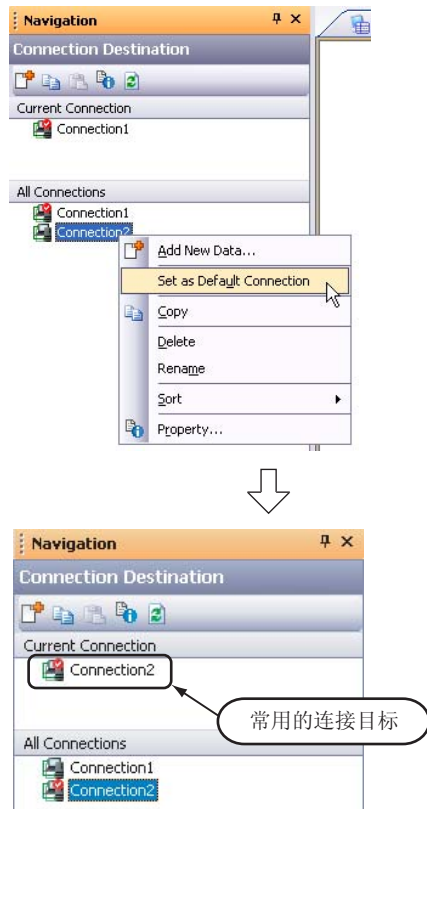 Navigation
Connection Destination
Current Connection
Connection1
All Connections
Connection1
Connection2
Add New Data...
Set as Default Connection
Copy
Delete
Rename
Sort
Property...
Navigation
Connection Destination
Current Connection
Connection2
常用的连接目标
All Connections
Connection1
Connection2